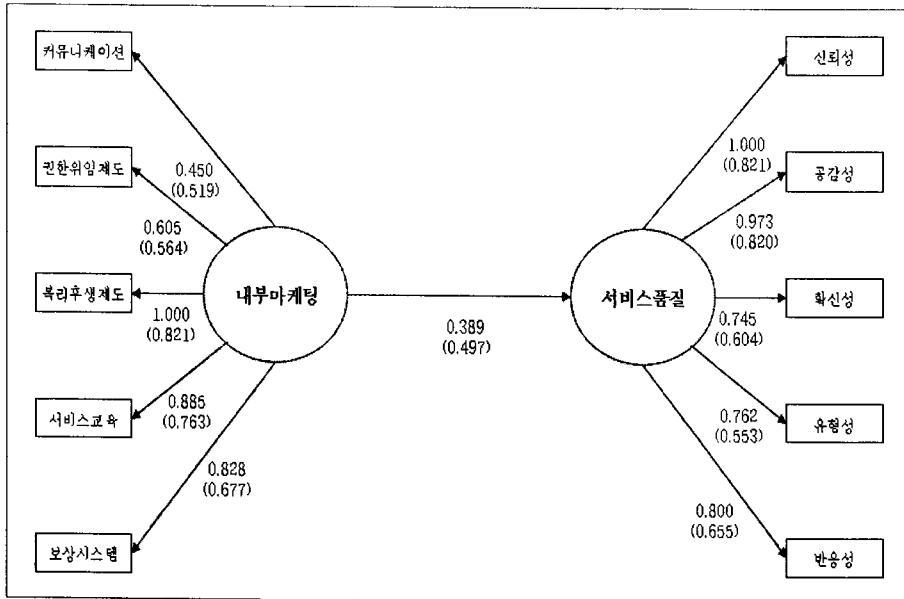 커뮤니케이션
권한위임제도
복리후생제도
서비스교육
보상시스템
0.450
(0.519)
0.605
(0.564)
1.000
(0.821)
0.885
(0.763)
0.828
(0.677)
내부마케팅
0.389
(0.497)
서비스품질
1.000
(0.821)
0.973
(0.820)
0.745
(0.604)
0.762
(0.553)
0.800
(0.655)
신뢰성
공감성
확신성
유형성
반응성